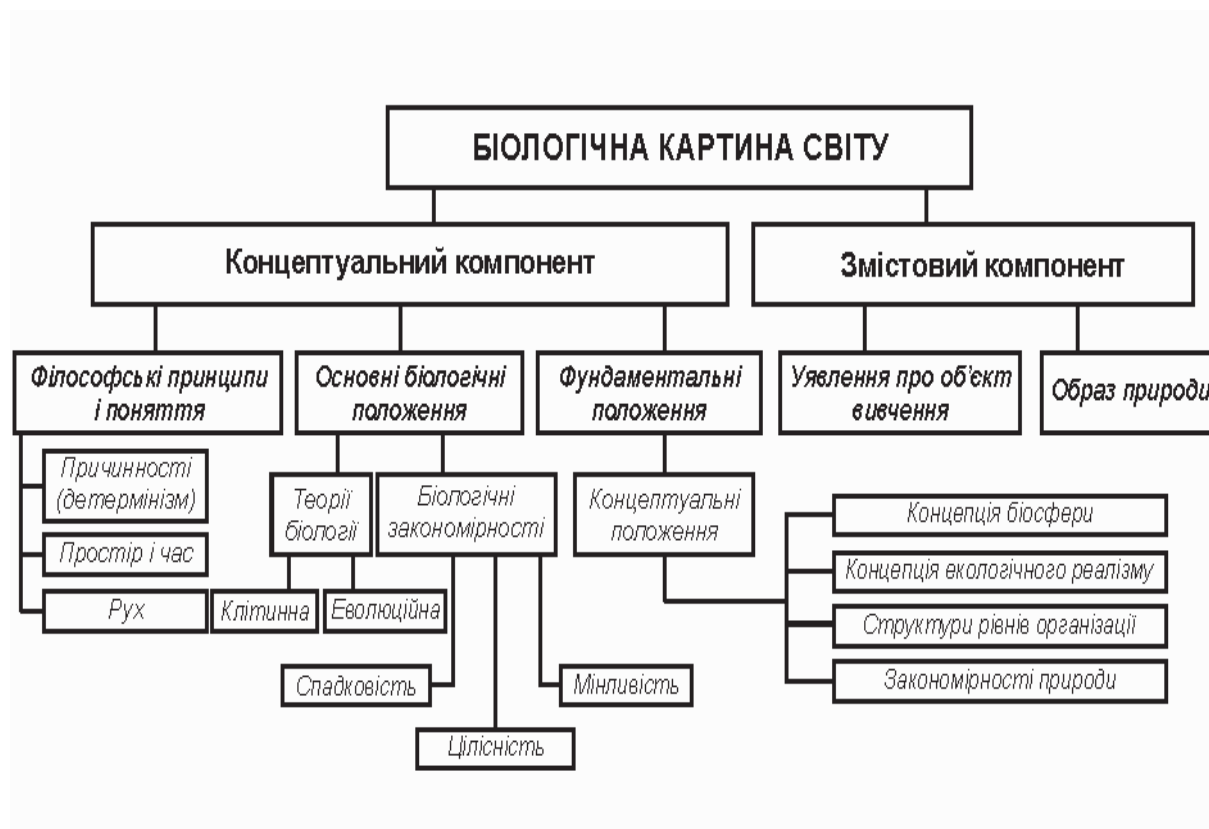 БІОЛОГІЧНА КАРТИНА СВІТУ
Концептуальний компонент
Змістовий компонент
Філософські принципи
і поняття
Основні біологічні
положення
Фундаментальні
положення
Уявлення про об'єкт
вивчення
Образ природи
Причинності
(детермінізм)
Простір і час
Рух
Теорії
біології
Біологічні
закономірності
Клітинна
Еволюційна
Спадковість
Цілісність
Мінливість
Концептуальні
положення
Концепція біосфери
Концепція екологічного реалізму
Структури рівнів організації
Закономірності природи